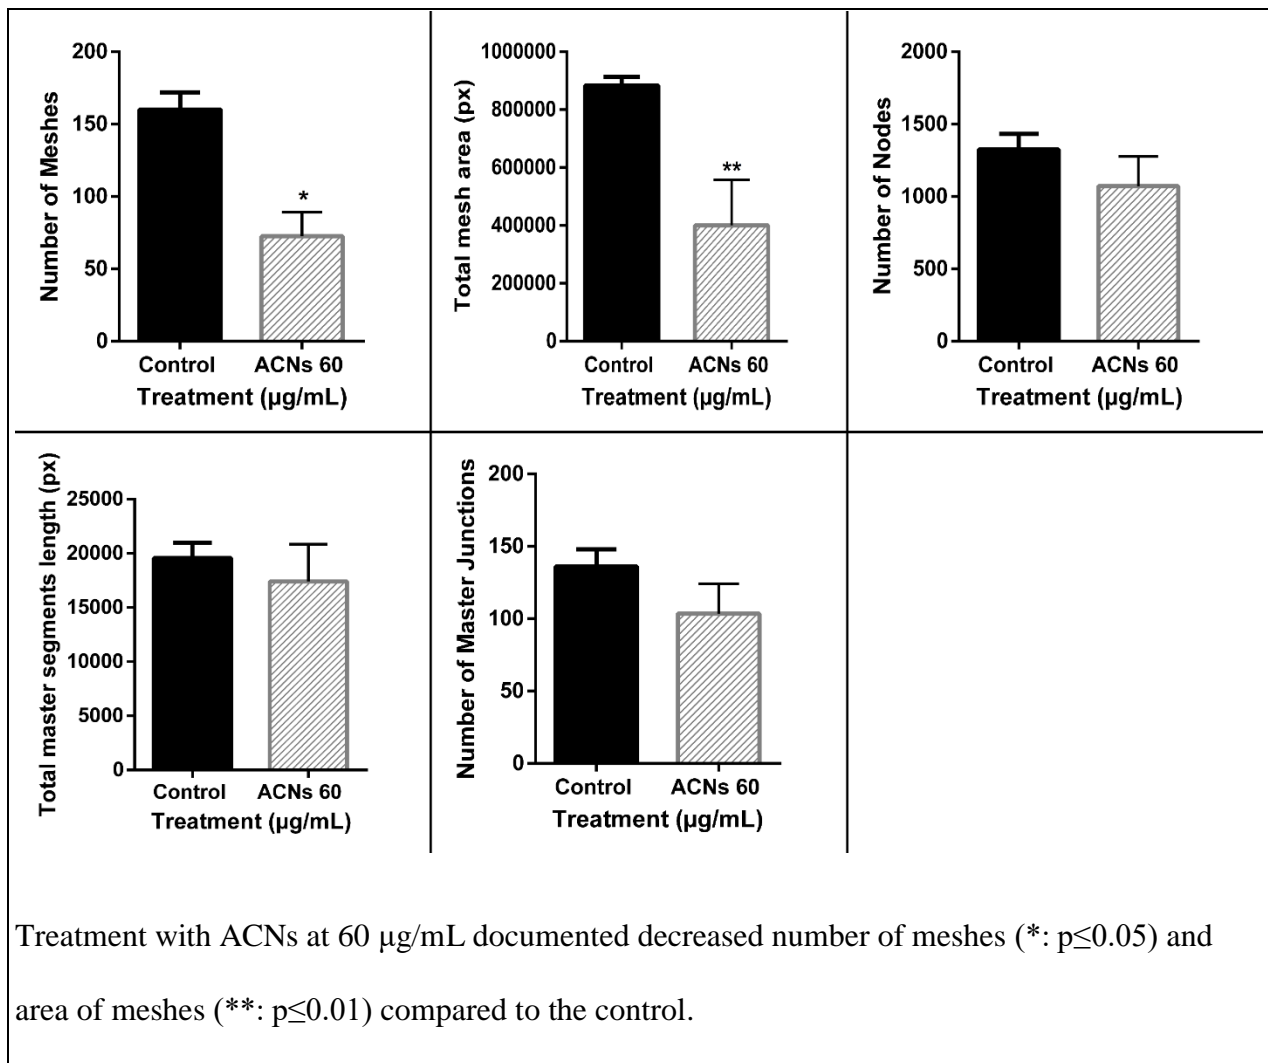 Number of Meshes
200
150
100
50
0
*
Control
ACNs 60
Treatment (µg/mL)
Total mesh area (px)
1000000
800000
600000
400000
200000
0
**
Control
ACNs 60
Treatment (µg/mL)
Number of Nodes
2000
1500
1000
500
0
Control
ACNs 60
Treatment (µg/mL)
Total master segments length (px)
25000
20000
15000
10000
5000
0
Control
ACNs 60
Treatment (µg/mL)
Number of Master Junctions
200
150
100
50
0
Control
ACNs 60
Treatment (µg/mL)
Treatment with ACNs at 60 µg/mL documented decreased number of meshes (*: p≤0.05) and
area of meshes (**: p≤0.01) compared to the control.